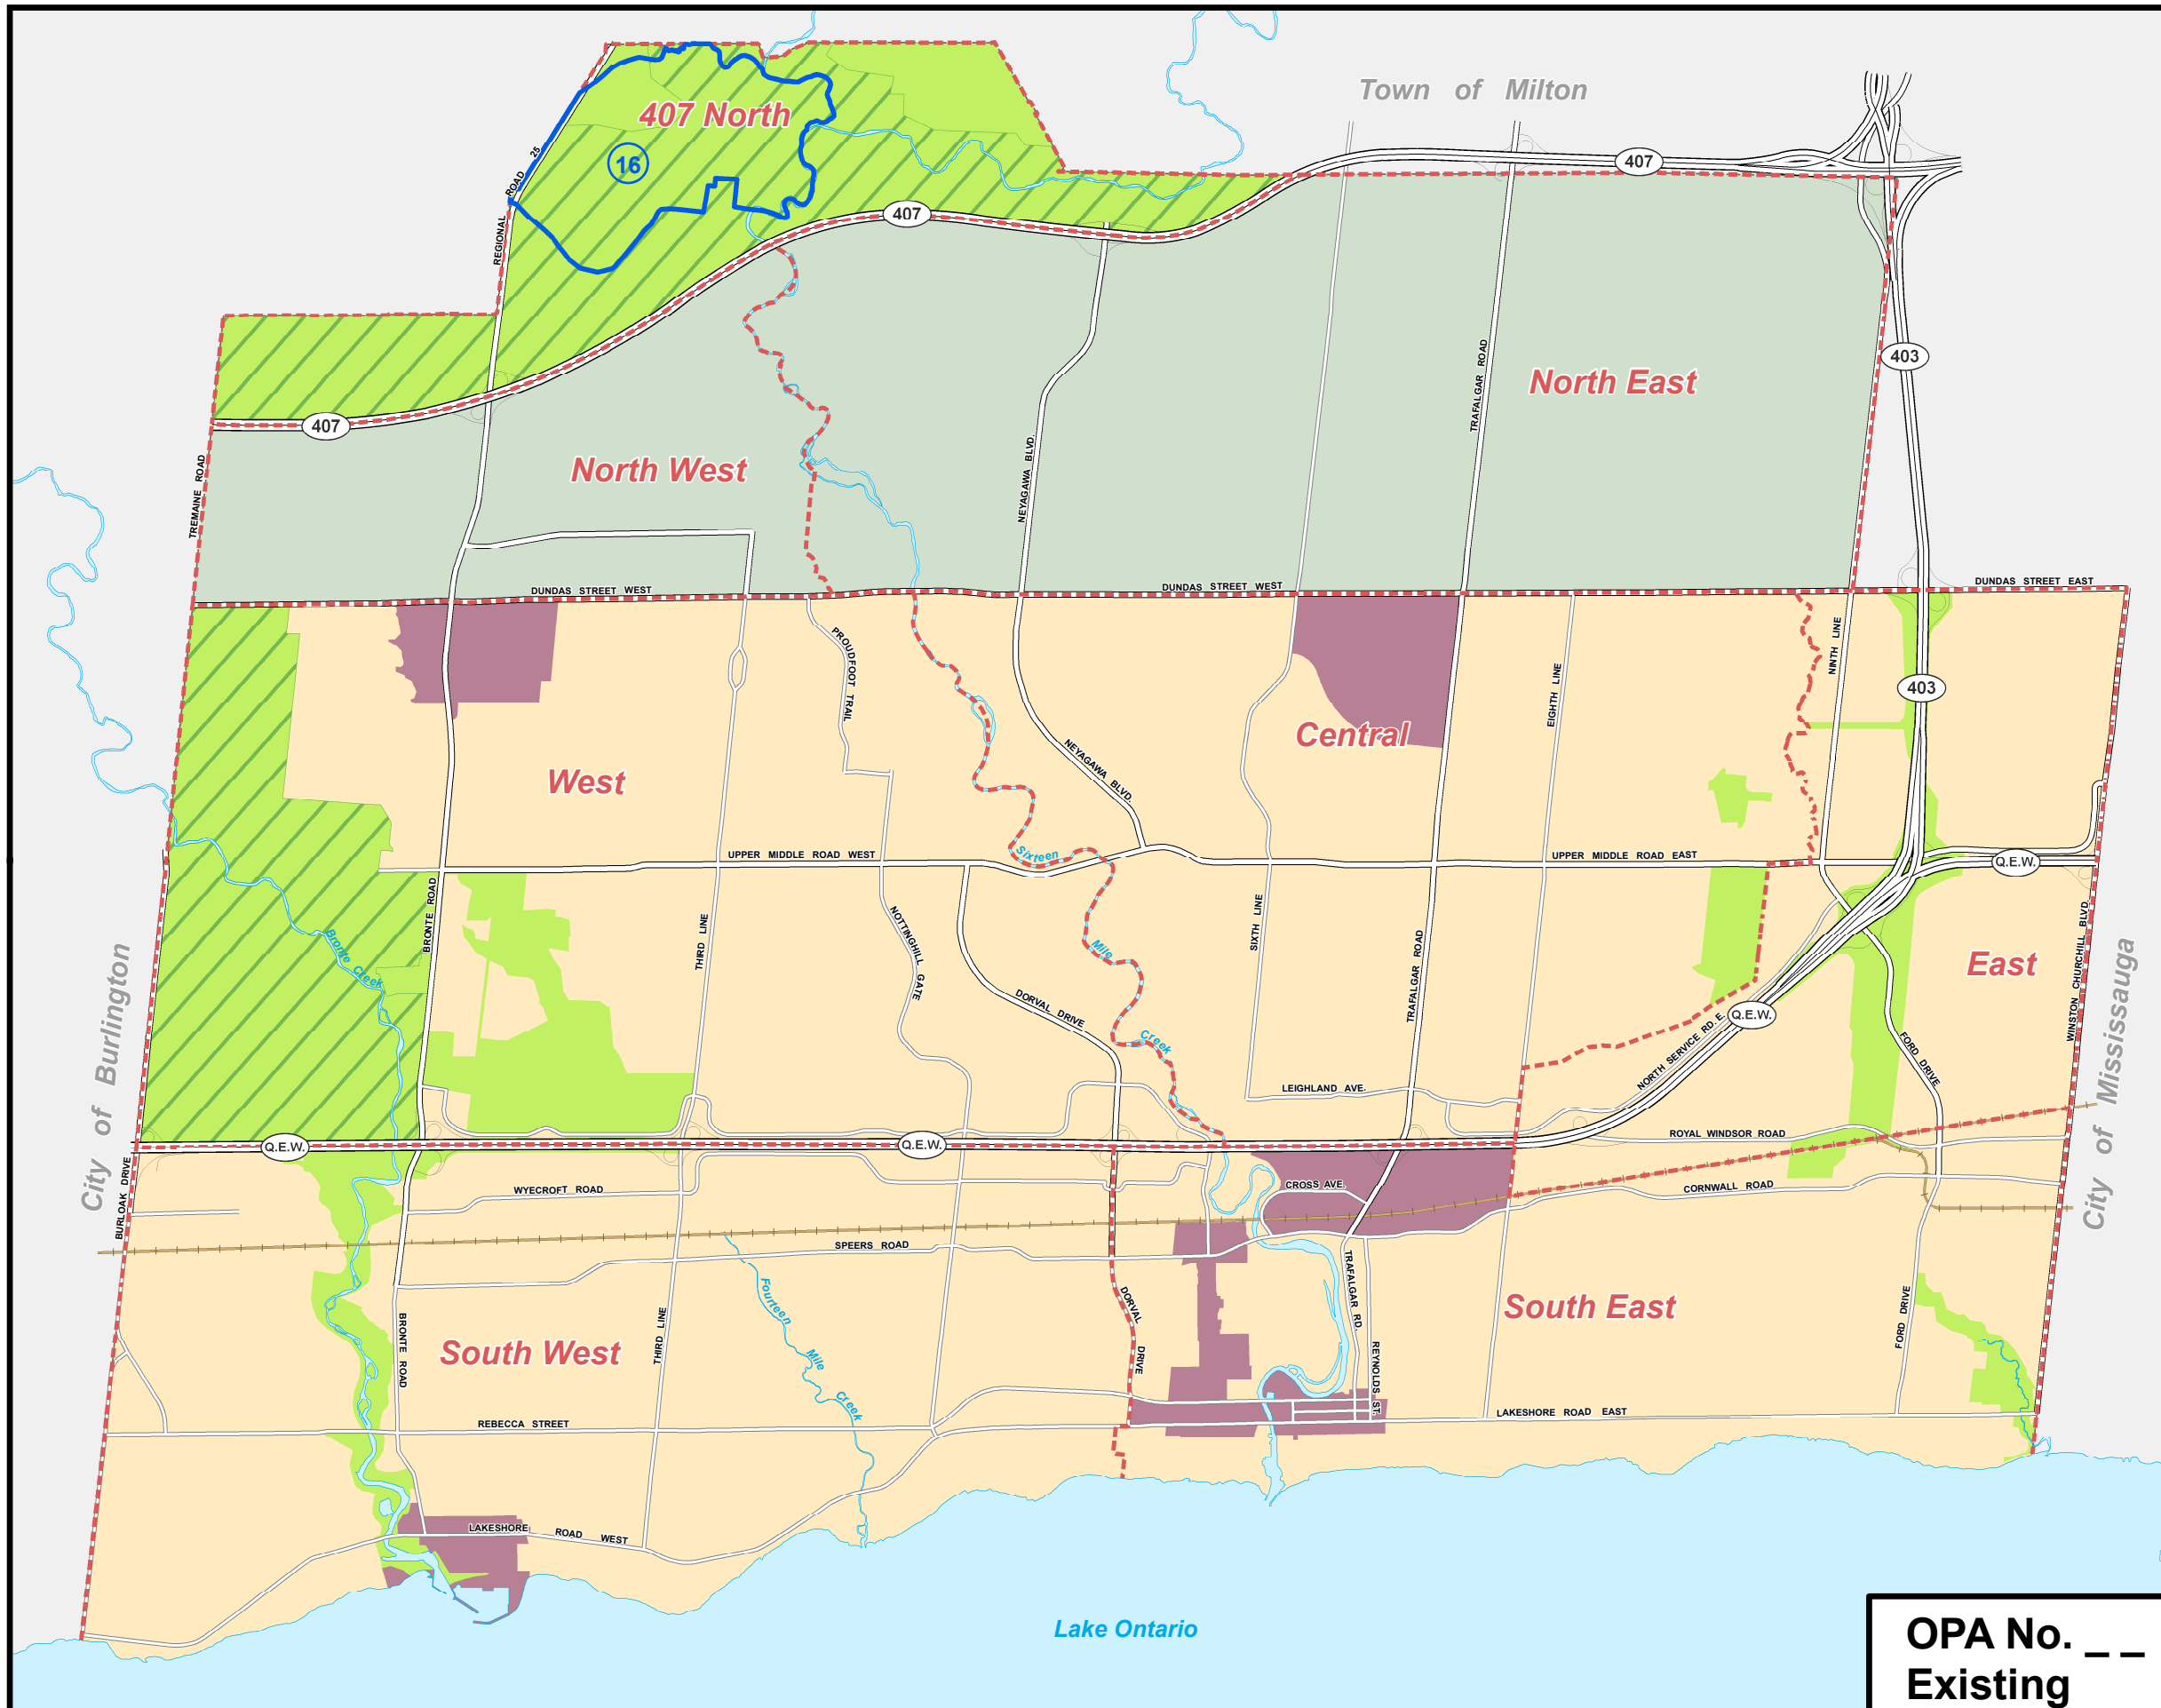 Town of Milton
407 North
16
REGIONAL ROAD 25
407
407
407
403
403
North East
North West
TREMAINE ROAD
NEYAGAWA BLVD.
TRAFALGAR ROAD
DUNDAS STREET WEST
DUNDAS STREET WEST
DUNDAS STREET EAST
PROUDFOOT TRAIL
NINTH LINE
EIGHTH LINE
West
Central
NEYAGAWA BLVD.
UPPER MIDDLE ROAD WEST
UPPER MIDDLE ROAD EAST
Sixteen
Mile
Creek
Q.E.W.
Bronte Creek
BRONTE ROAD
THIRD LINE
NOTTINGHILL GATE
DORVAL DRIVE
SIXTH LINE
TRAFALGAR ROAD
East
WINSTON CHURCHILL BLVD.
City of Burlington
City of Mississauga
Q.E.W.
NORTH SERVICE RD. E.
FORD DRIVE
LEIGHLAND AVE.
Q.E.W.
Q.E.W.
ROYAL WINDSOR ROAD
BURLOAK DRIVE
WYECROFT ROAD
CROSS AVE.
CORNWALL ROAD
SPEERS ROAD
Fourteen
Mile
Creek
DORVAL DRIVE
TRAFALGAR RD.
REYNOLDS ST.
South East
FORD DRIVE
BRONTE ROAD
South West
THIRD LINE
REBECCA STREET
LAKESHORE ROAD EAST
LAKESHORE ROAD WEST
Lake Ontario
OPA No. _ _
Existing